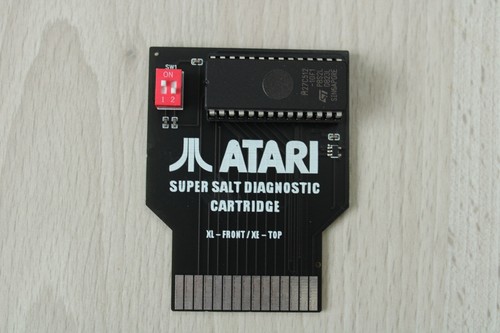 SW1
ON
1 2
ATARI
SUPER SALT DIAGNOSTIC
CARTRIDGE
XL – FRONT / XE – TOP